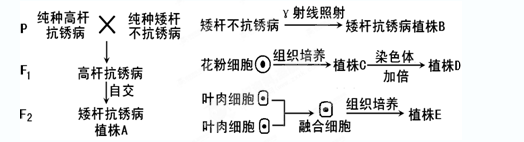 P 纯种高杆抗锈病 × 纯种矮杆不抗锈病
F₁ 高杆抗锈病
自交
F₂ 矮杆抗锈病植株A
矮杆不抗锈病 γ射线照射 矮杆抗锈病植株B
花粉细胞 组织培养 植株C 染色体加倍 植株D
叶肉细胞
叶肉细胞
融合细胞 组织培养 植株E